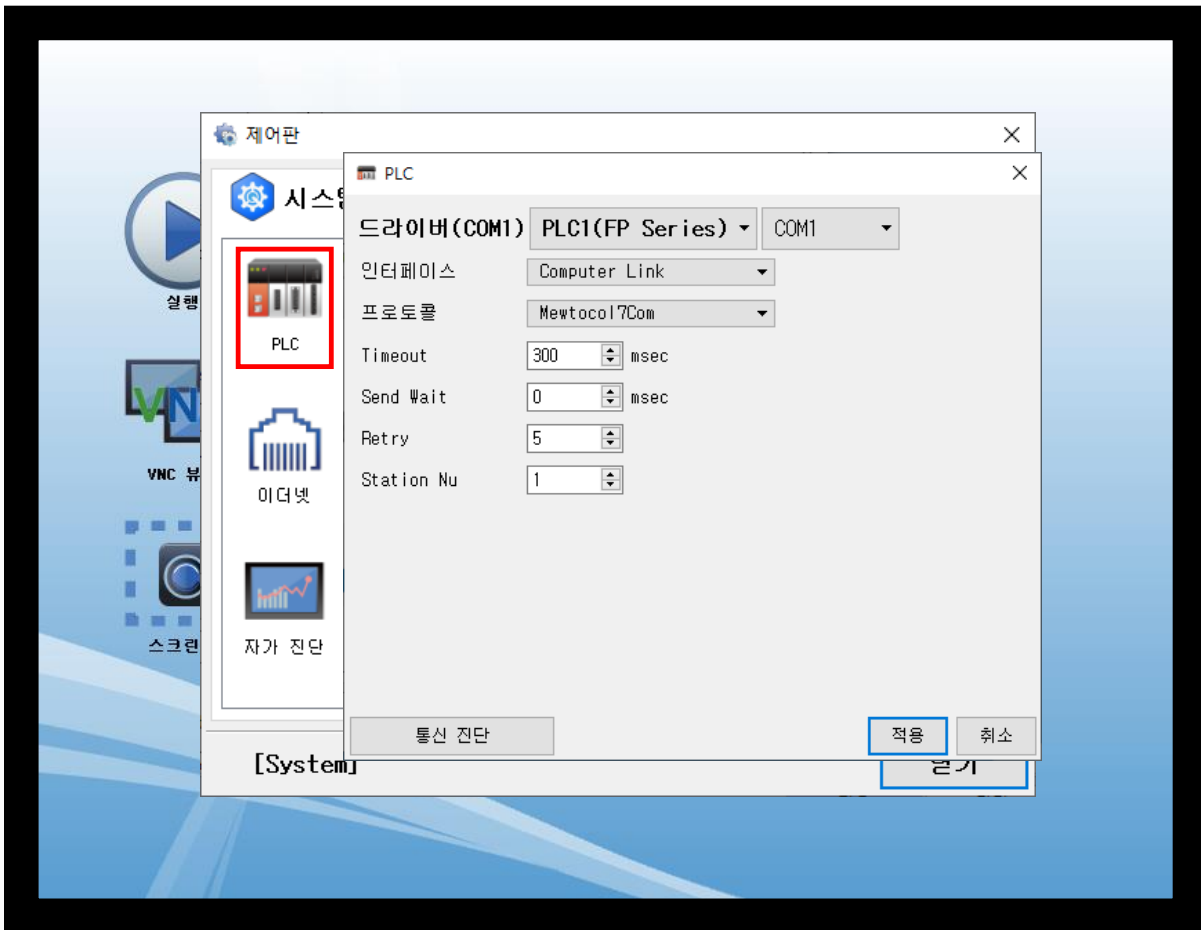 제어판
시스템
PLC
드라이버(COM1) PLC1(FP Series) COM1
인터페이스 Computer Link
프로토콜 Mewtocol7Com
Timeout 300 msec
Send Wait 0 msec
Retry 5
Station Nu 1
통신 진단 적용 취소
PLC
이더넷
자가 진단
[System] 닫기
실행
VNC 뷰
스크린